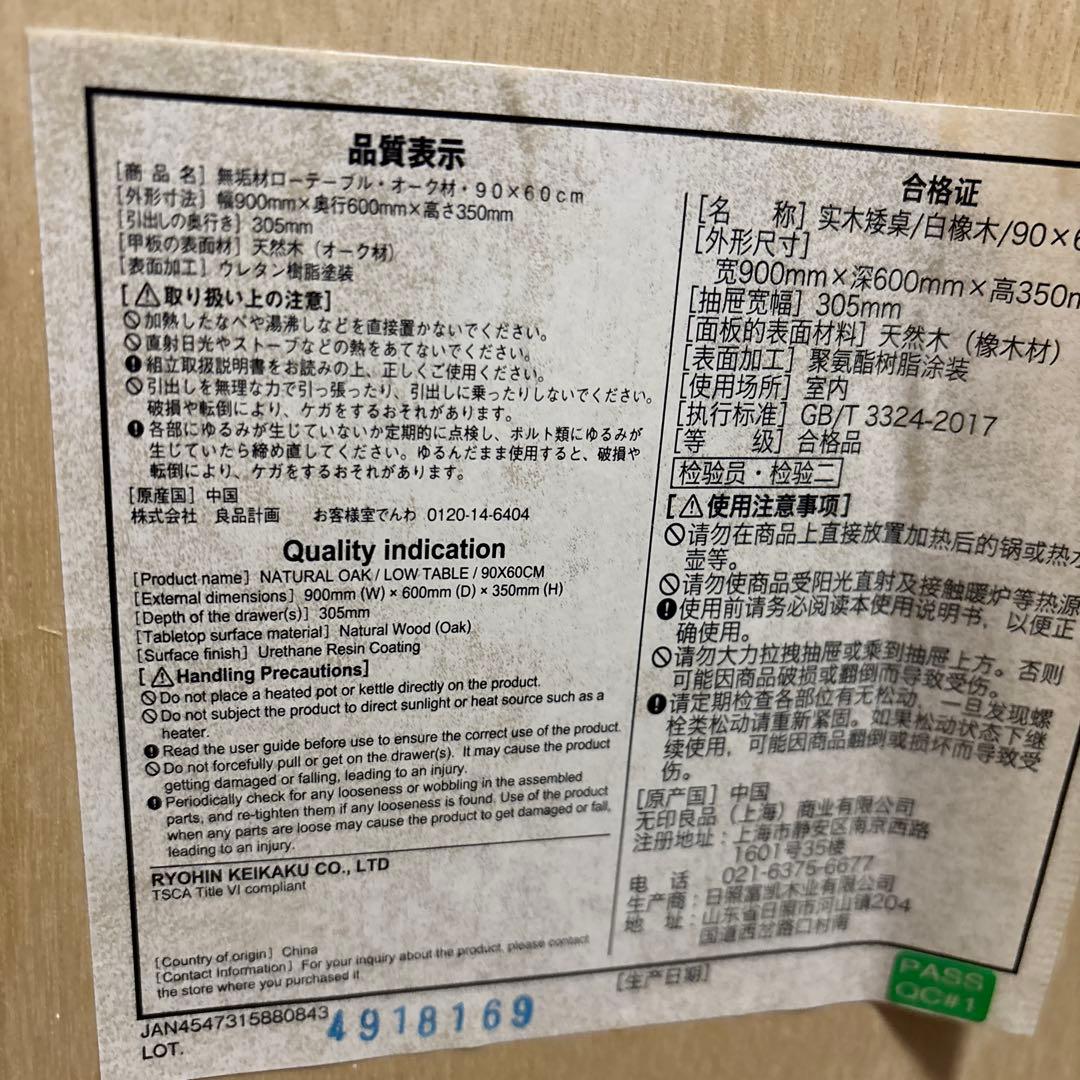 品質表示
[商 品 名] 無垢材ローテーブル・オーク材・90×60cm
[外形寸法] 幅900mm×奥行600mm×高さ350mm
[引出しの奥行き] 305mm
[甲板の表面材] 天然木（オーク材）
[表面加工] ウレタン樹脂塗装
[⚠取り扱い上の注意]
🚫加熱したなべや湯沸しなどを直接置かないでください。
🚫直射日光やストーブなどの熱をあてないでください。
❗組立取扱説明書をお読みの上、正しくご使用ください。
🚫引出しを無理な力で引っ張ったり、引出しに乗ったりしないでください。
破損や転倒により、ケガをするおそれがあります。
❗各部にゆるみが生じていないか定期的に点検し、ボルト類にゆるみが
生じていたら締め直してください。ゆるんだまま使用すると、破損や
転倒により、ケガをするおそれがあります。
[原産国] 中国
株式会社 良品計画 お客様室でんわ 0120-14-6404
Quality indication
[Product name] NATURAL OAK / LOW TABLE / 90X60CM
[External dimensions] 900mm (W) × 600mm (D) × 350mm (H)
[Depth of the drawer(s)] 305mm
[Tabletop surface material] Natural Wood (Oak)
[Surface finish] Urethane Resin Coating
[⚠Handling Precautions]
🚫Do not place a heated pot or kettle directly on the product.
🚫Do not subject the product to direct sunlight or heat source such as a
heater.
❗Read the user guide before use to ensure the correct use of the product.
🚫Do not forcefully pull or get on the drawer(s). It may cause the product
getting damaged or falling, leading to an injury.
❗Periodically check for any looseness or wobbling in the assembled
parts, and re-tighten them if any looseness is found. Use of the product
when any parts are loose may cause the product to get damaged or fall,
leading to an injury.
RYOHIN KEIKAKU CO., LTD
TSCA Title VI compliant
[Country of origin] China
[Contact Information] For your inquiry about the product, please contact
the store where you purchased it.
JAN4547315880843
LOT.
4918169
合格证
[名 称] 实木矮桌/白橡木/90×6
[外形尺寸]
宽900mm×深600mm×高350m
[抽屉宽幅] 305mm
[面板的表面材料] 天然木（橡木材）
[表面加工] 聚氨酯树脂涂装
[使用场所] 室内
[执行标准] GB/T 3324-2017
[等 级] 合格品
检验员・检验二
[⚠使用注意事项]
🚫请勿在商品上直接放置加热后的锅或热水
壶等。
🚫请勿使商品受阳光直射及接触暖炉等热源
❗使用前请务必阅读本使用说明书，以便正
确使用。
🚫请勿大力拉拽抽屉或乘到抽屉上方。否则
可能因商品破损或翻倒而导致受伤。
❗请定期检查各部位有无松动，一旦发现螺
栓类松动请重新紧固。如果松动状态下继
续使用，可能因商品翻倒或损坏而导致受
伤。
[原产国] 中国
无印良品（上海）商业有限公司
注册地址：上海市静安区南京西路
1601号35楼
电 话 021-6375-6677
生产商：日照富凯木业有限公司
地 址：山东省日照市河山镇204
国道西岔路口村南
[生产日期]
PASS
QC#1